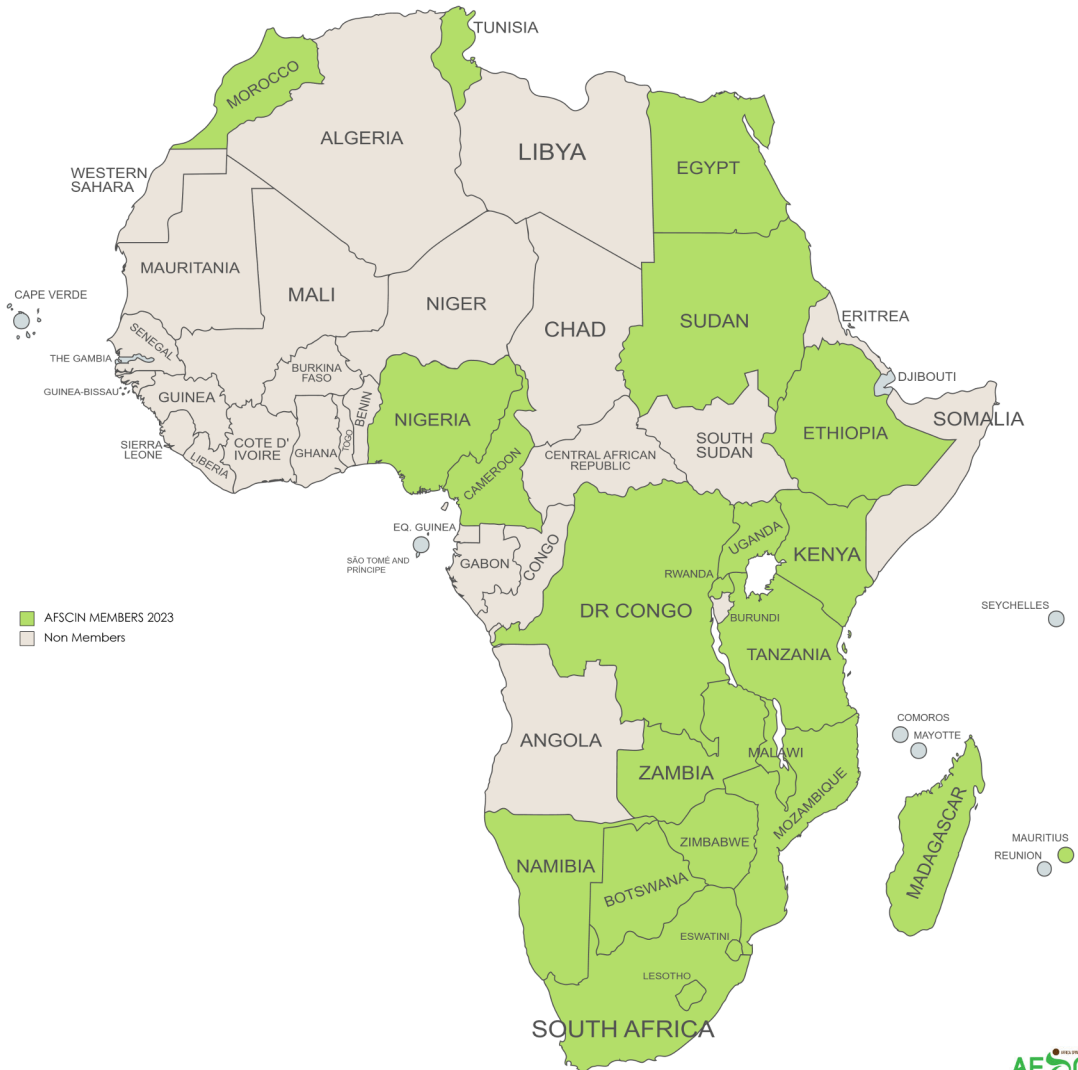 TUNISIA
MOROCCO
ALGERIA
LIBYA
EGYPT
WESTERN
SAHARA
MAURITANIA
MALI
NIGER
CHAD
SUDAN
ERITREA
CAPE VERDE
SENEGAL
THE GAMBIA
GUINEA-BISSAU
GUINEA
BURKINA
FASO
BENIN
NIGERIA
DJIBOUTI
SOMALIA
SIERRA
LEONE
LIBERIA
COTE D'
IVOIRE
GHANA
TOGO
CAMEROON
CENTRAL AFRICAN
REPUBLIC
SOUTH
SUDAN
ETHIOPIA
EQ. GUINEA
SÃO TOMÉ AND
PRÍNCIPE
GABON
CONGO
UGANDA
KENYA
RWANDA
DR CONGO
BURUNDI
TANZANIA
SEYCHELLES
AFSCIN MEMBERS 2023
Non Members
COMOROS
MAYOTTE
ANGOLA
ZAMBIA
MALAWI
MOZAMBIQUE
MADAGASCAR
MAURITIUS
REUNION
NAMIBIA
ZIMBABWE
BOTSWANA
ESWATINI
LESOTHO
SOUTH AFRICA